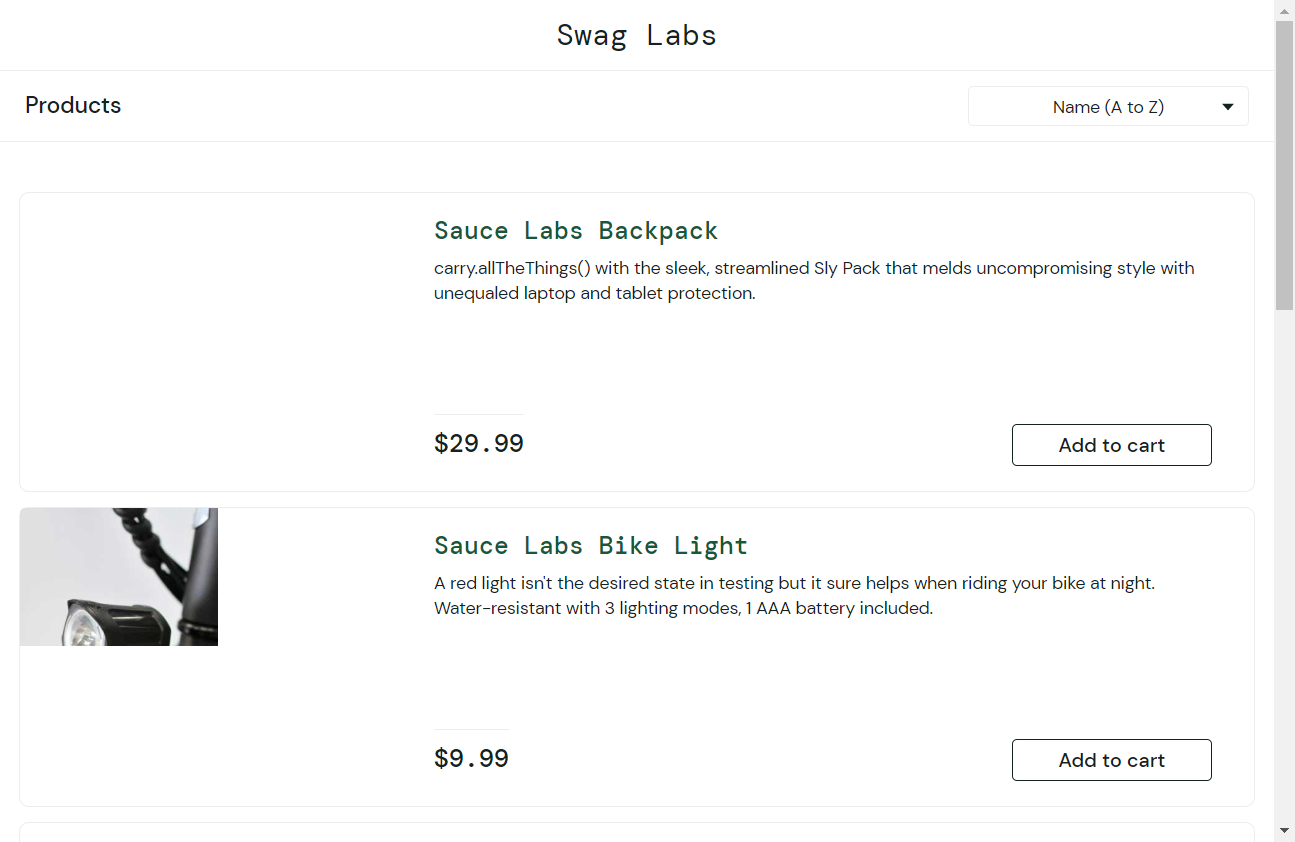 Swag Labs
Products
Name (A to Z)
Sauce Labs Backpack
carry.allTheThings() with the sleek, streamlined Sly Pack that melds uncompromising style with
unequaled laptop and tablet protection.
$29.99
Add to cart
Sauce Labs Bike Light
A red light isn't the desired state in testing but it sure helps when riding your bike at night.
Water-resistant with 3 lighting modes, 1 AAA battery included.
$9.99
Add to cart